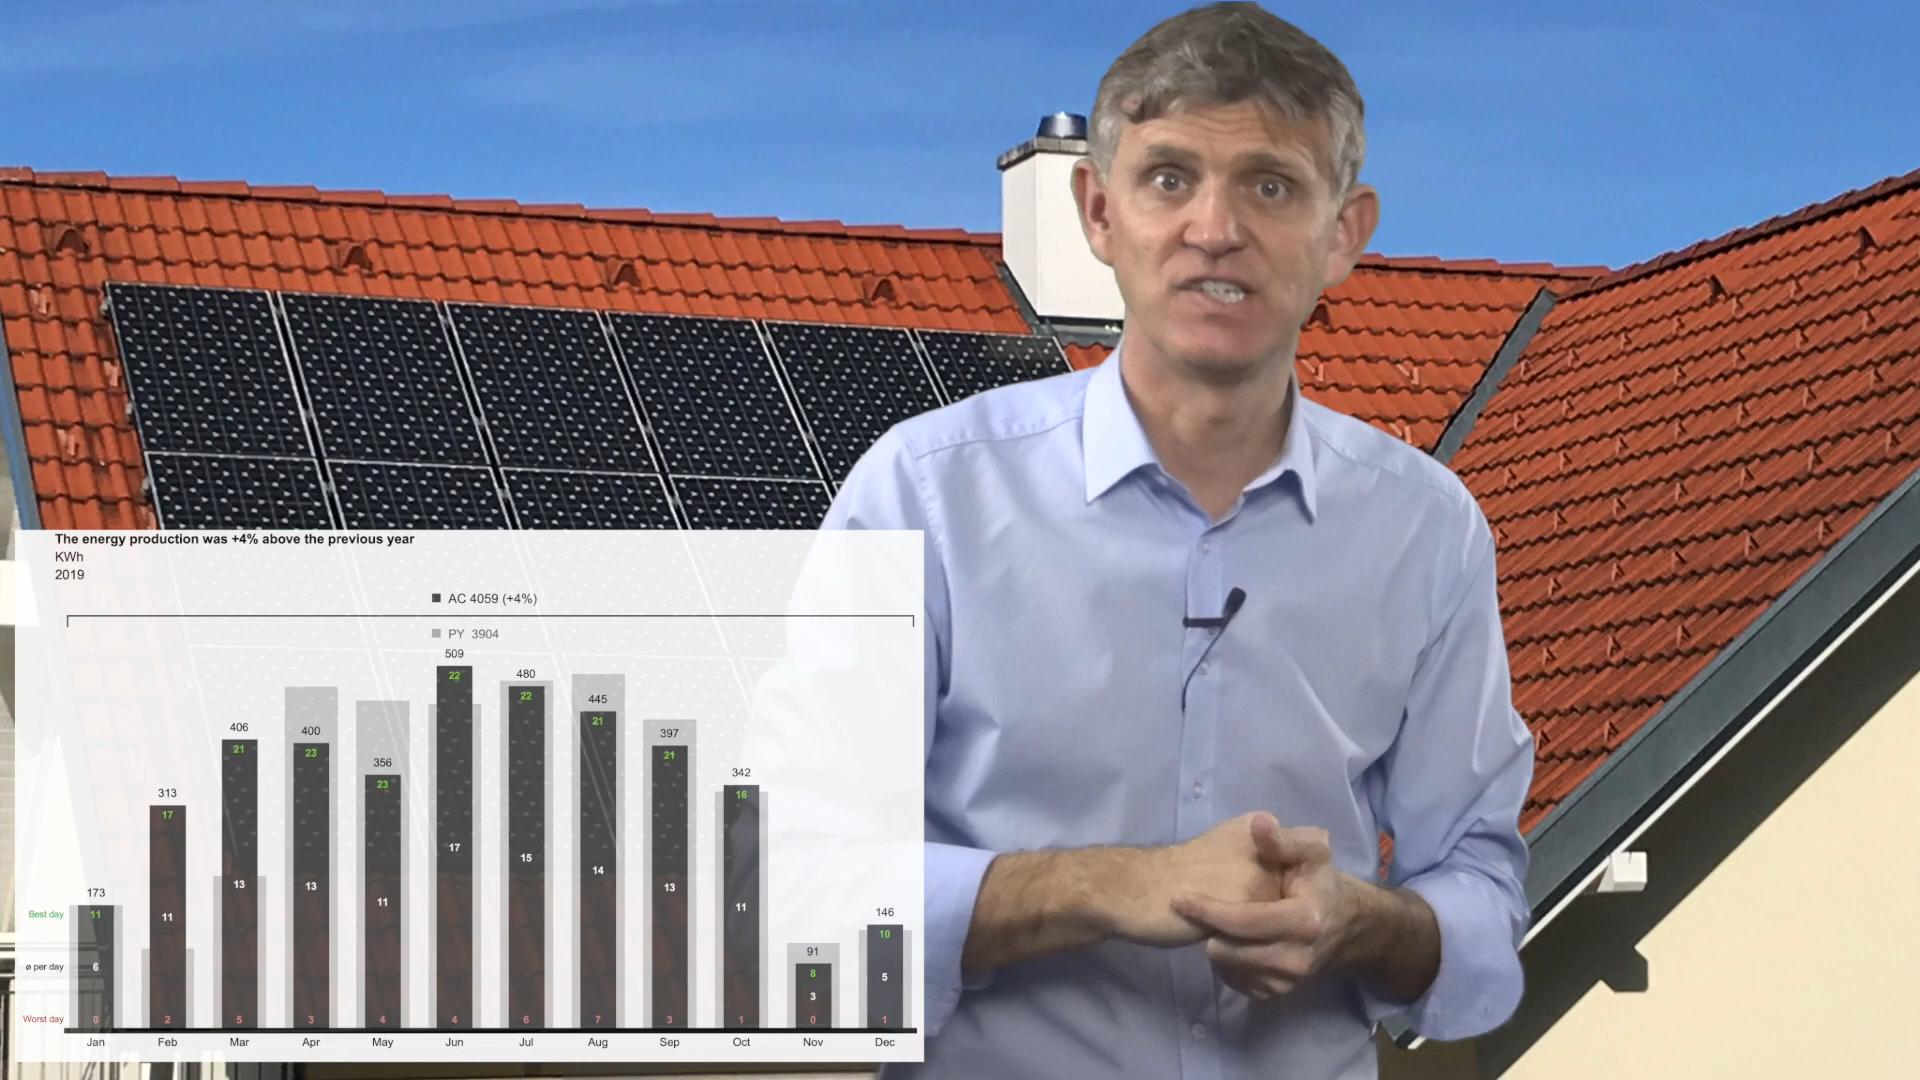 The energy production was +4% above the previous year
KWh
2019
AC 4059 (+4%)
PY 3904
173 313 406 400 356 509 480 445 397 342 91 146
Best day 11 17 21 23 23 22 22 21 21 16 8 10
ø per day 6 11 13 13 11 17 15 14 13 11 3 5
Worst day 0 2 5 3 4 4 6 7 3 1 0 1
Jan Feb Mar Apr May Jun Jul Aug Sep Oct Nov Dec